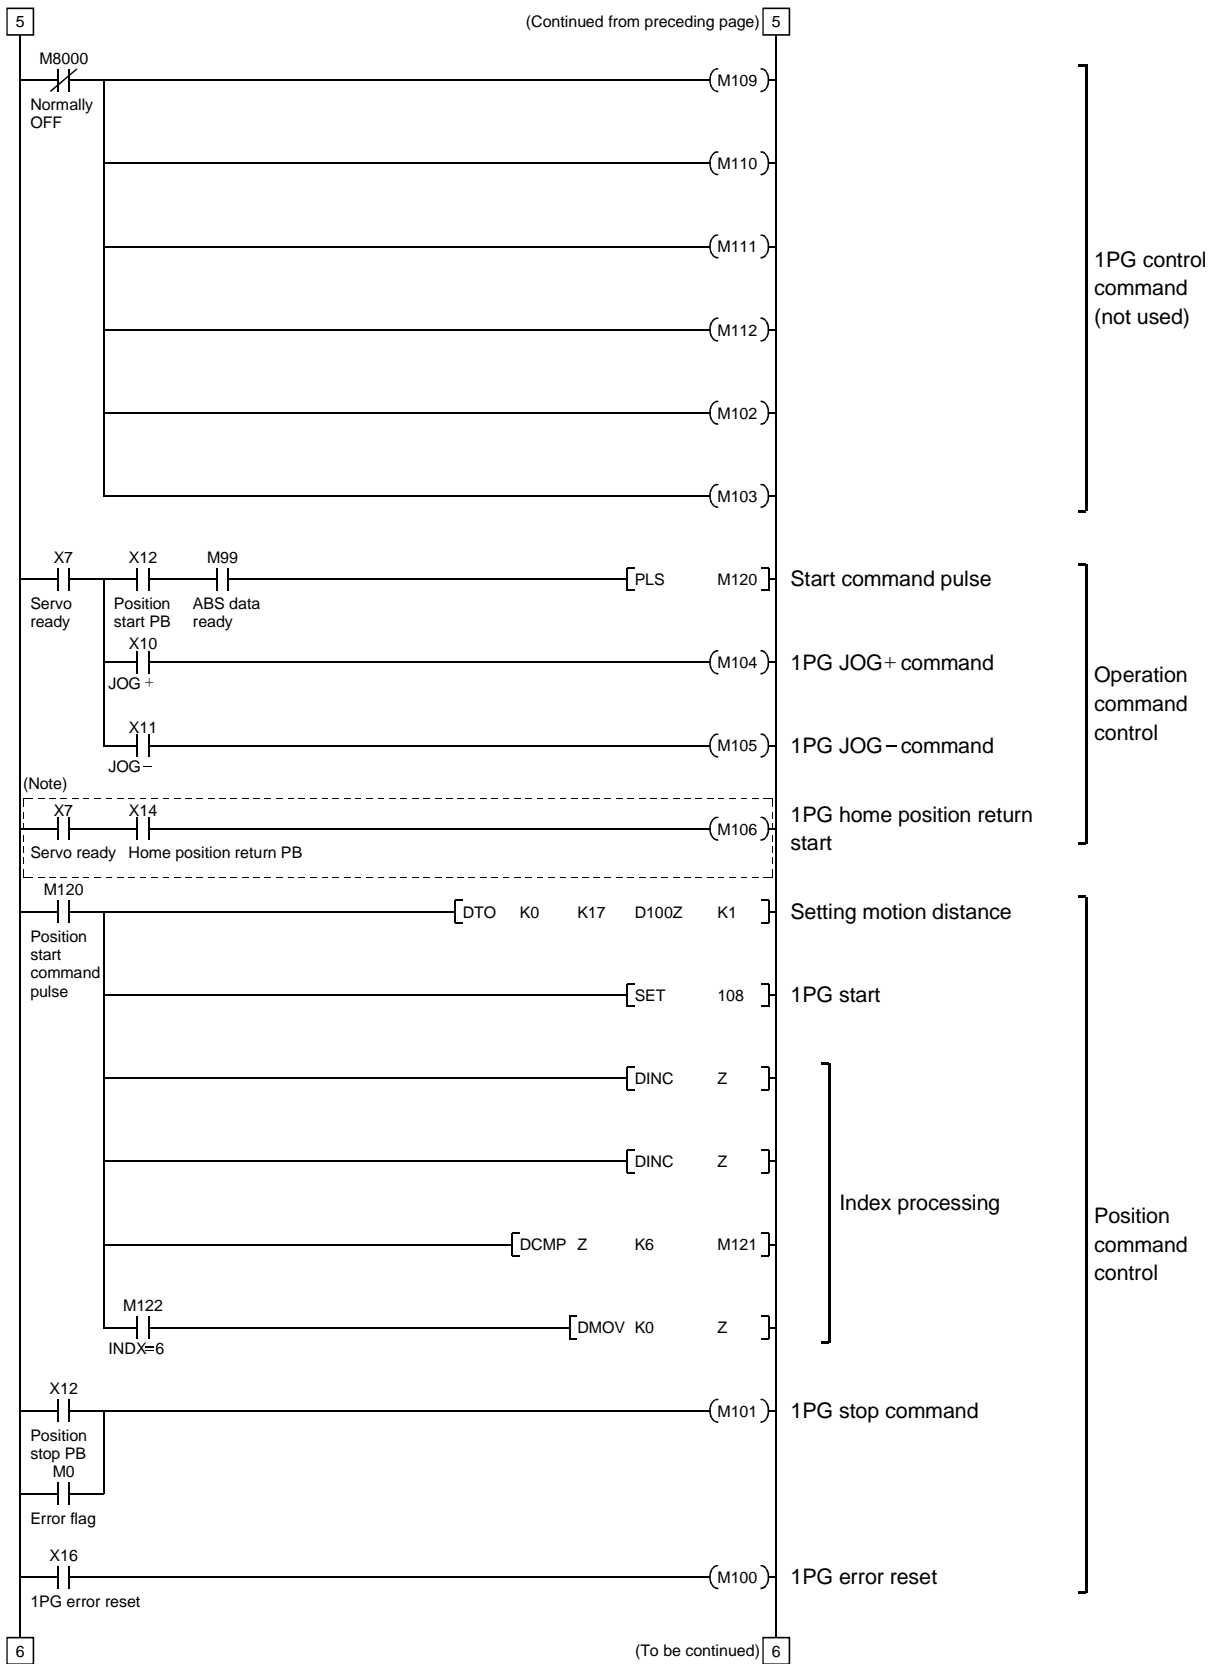 5 (Continued from preceding page) 5
M8000
Normally
OFF
M109
M110
M111
M112
M102
M103
1PG control
command
(not used)
X7 X12 M99
PLS M120 Start command pulse
Servo
ready
Position
start PB
ABS data
ready
X10
JOG+
M104 1PG JOG+ command
X11
JOG−
M105 1PG JOG− command
Operation
command
control
(Note)
X7 X14
Servo ready Home position return PB
M106 1PG home position return
start
M120
Position
start
command
pulse
DTO K0 K17 D100Z K1 Setting motion distance
SET 108 1PG start
DINC Z
DINC Z
DCMP Z K6 M121
M122
INDX=6
DMOV K0 Z
Index processing
Position
command
control
X12
Position
stop PB
M101 1PG stop command
M0
Error flag
X16
1PG error reset
M100 1PG error reset
6 (To be continued) 6